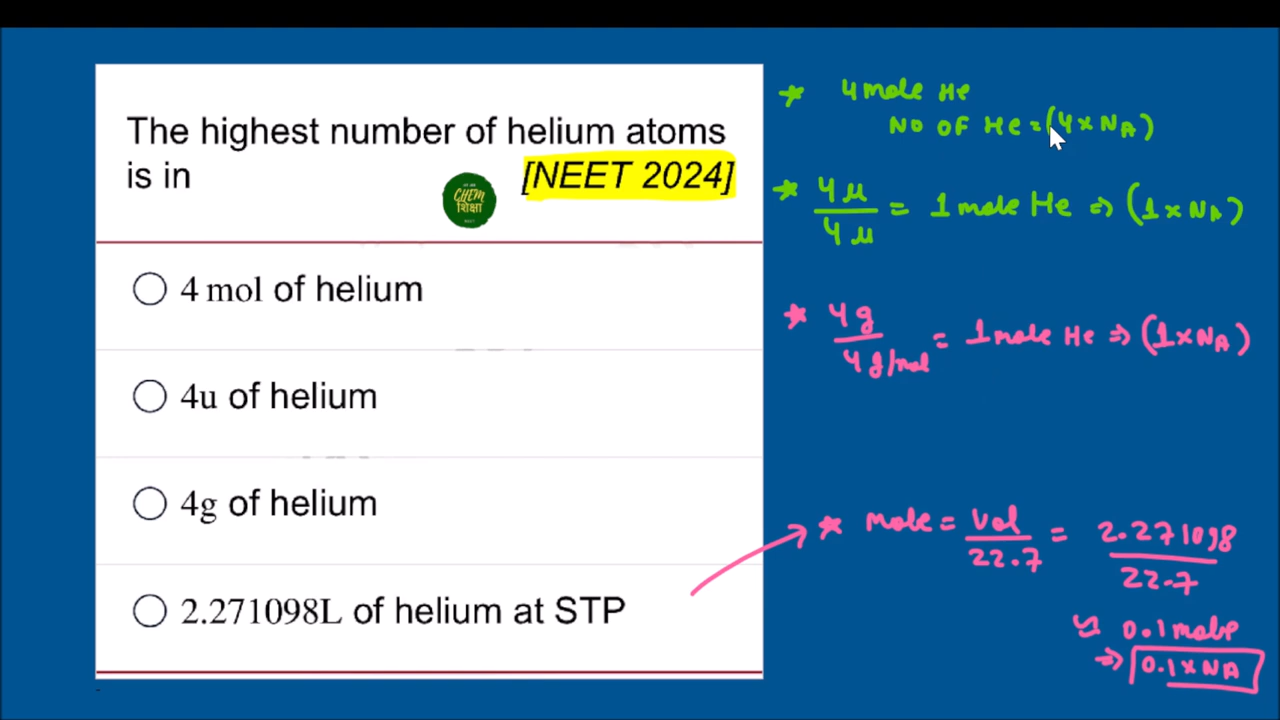 The highest number of helium atoms
is in
[NEET 2024]
CHEM
शिक्षा
4 mol of helium
4u of helium
4g of helium
2.271098L of helium at STP
* 4 mole He
NO OF He = (4 × NA)
* 4u / 4u = 1 mole He ⇒ (1 × NA)
* 4g / 4 g/mol = 1 mole He ⇒ (1 × NA)
* mole = Vol / 22.7 = 2.271098 / 22.7
≃ 0.1 mole
⇒ 0.1 × NA